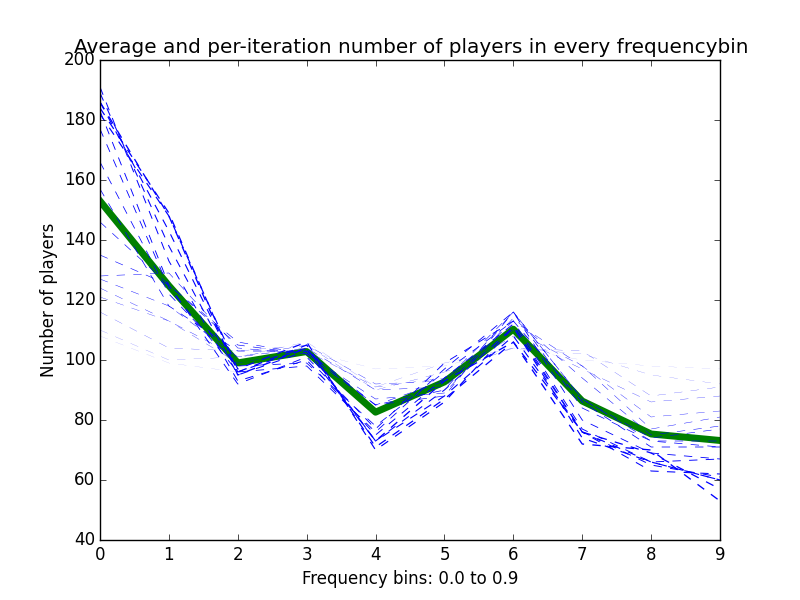 Average and per-iteration number of players in every frequencybin
200
180
160
140
120
100
80
60
40
Number of players
0 1 2 3 4 5 6 7 8 9
Frequency bins: 0.0 to 0.9